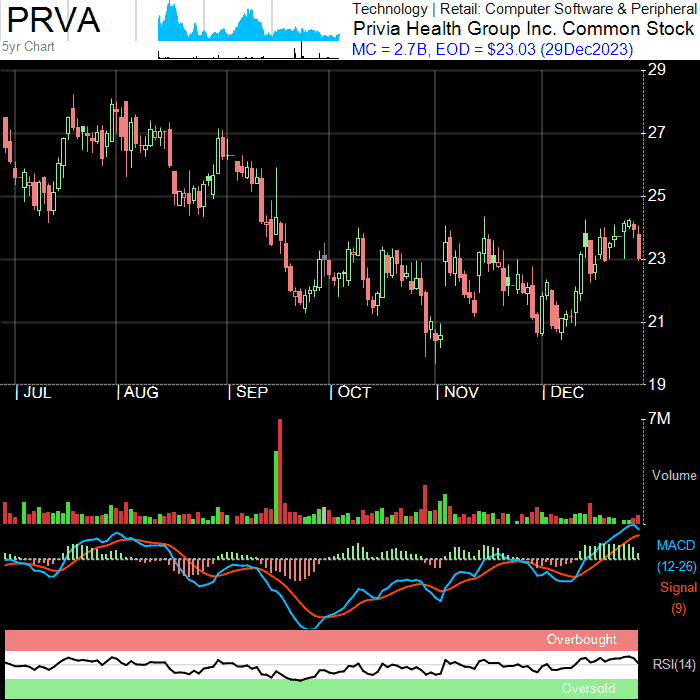 PRVA
5yr Chart
Technology | Retail: Computer Software & Peripheral
Privia Health Group Inc. Common Stock
MC = 2.7B, EOD = $23.03 (29Dec2023)
29
27
25
23
21
19
JUL
AUG
SEP
OCT
NOV
DEC
7M
Volume
MACD
(12-26)
Signal
(9)
Overbought
RSI(14)
Oversold